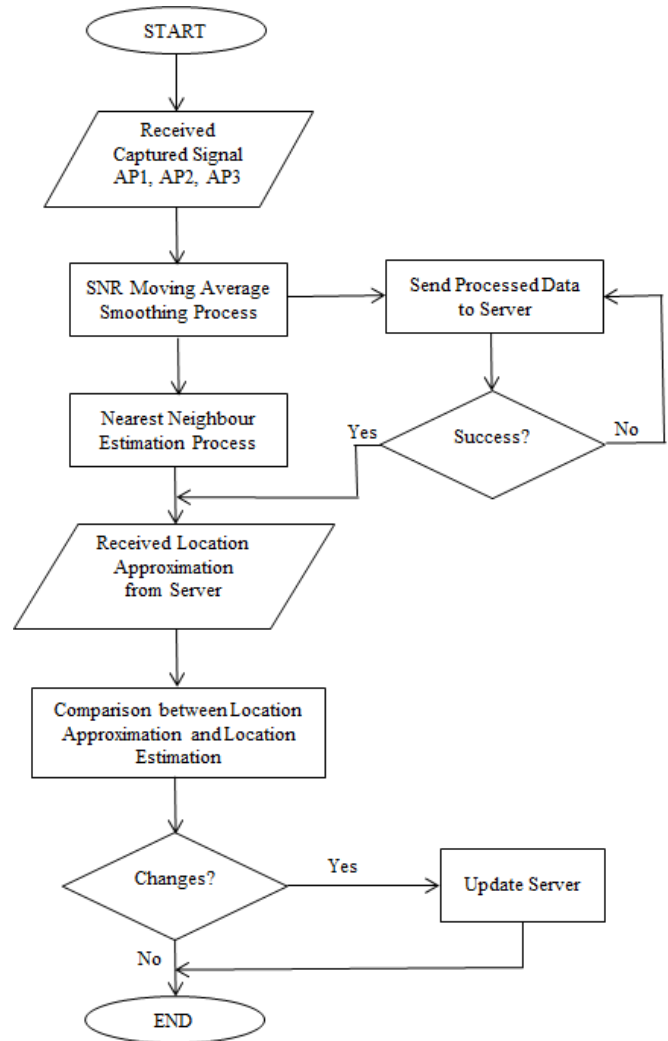 START
Received
Captured Signal
AP1, AP2, AP3
SNR Moving Average
Smoothing Process
Send Processed Data
to Server
Nearest Neighbour
Estimation Process
Yes
Success?
No
Received Location
Approximation
from Server
Comparison between Location
Approximation and Location
Estimation
Changes?
Yes
Update Server
No
END